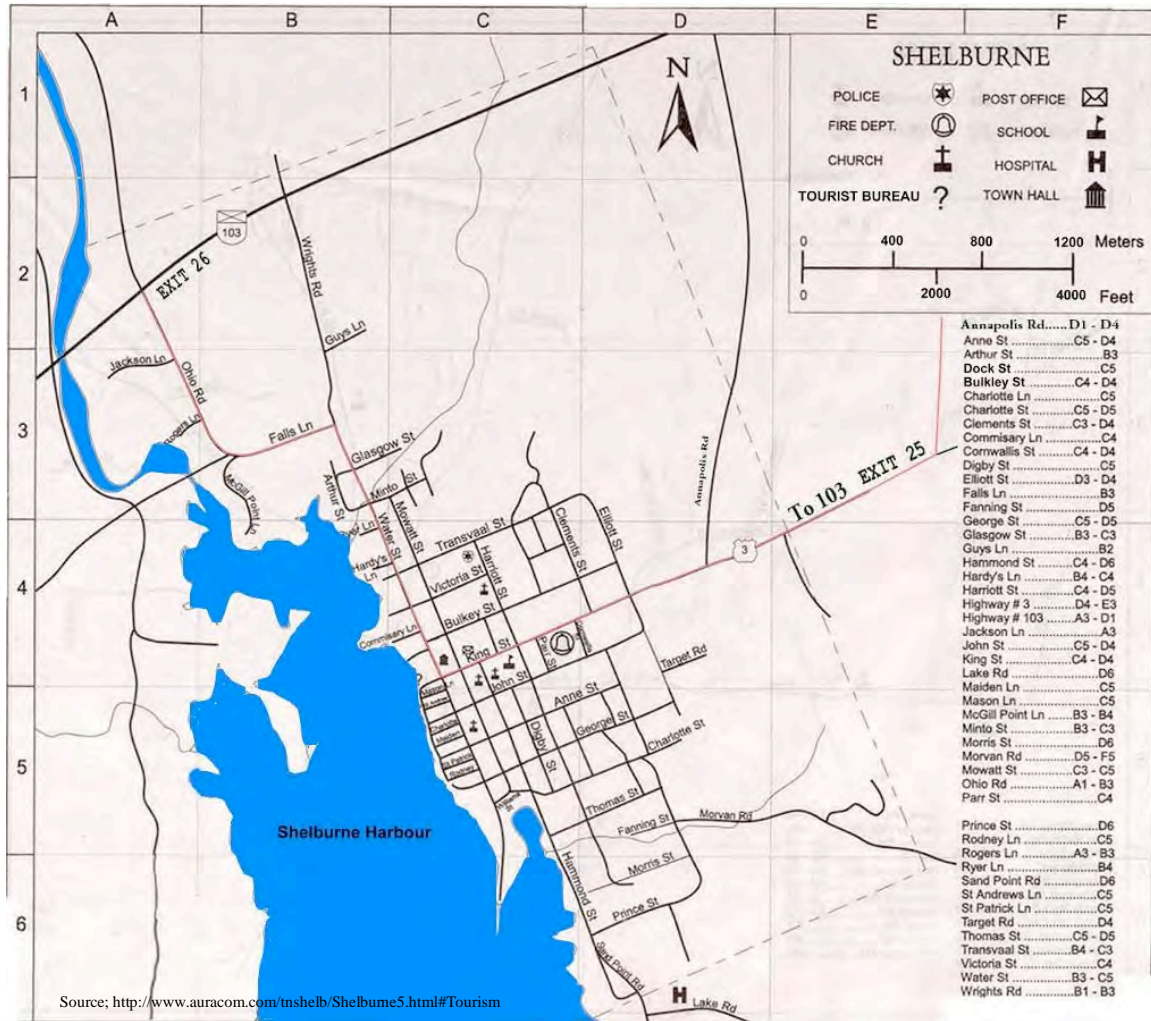 A B C D E F
1
2
3
4
5
6
N
SHELBURNE
POLICE
POST OFFICE
FIRE DEPT.
SCHOOL
CHURCH
HOSPITAL
H
TOURIST BUREAU ?
TOWN HALL
0 400 800 1200 Meters
0 2000 4000 Feet
Annapolis Rd......D1 - D4
Anne St ................C5 - D4
Arthur St ......................B3
Dock St ........................C5
Bulkley St ............C4 - D4
Charlotte Ln .................C5
Charlotte St .........C5 - D5
Clements St ........C3 - D4
Commisary Ln .............C4
Cornwallis St .......C4 - D4
Digby St ......................C5
Elliott St ...............D3 - D4
Falls Ln ........................B3
Fanning St ...................D5
George St ............C5 - D5
Glasgow St ..........B3 - C3
Guys Ln .......................B2
Hammond St .......C4 - D6
Hardy's Ln ...........B4 - C4
Harriott St ............C4 - D5
Highway # 3 ........D4 - E3
Highway # 103 ....A3 - D1
Jackson Ln ..................A3
John St ................C5 - D4
King St ................C4 - D4
Lake Rd .......................D6
Maiden Ln ...................C5
Mason Ln ....................C5
McGill Point Ln ....B3 - B4
Minto St ...............B3 - C3
Morris St ......................D6
Morvan Rd ..........D5 - F5
Mowatt St ............C3 - C5
Ohio Rd ...............A1 - B3
Parr St .........................C4
Prince St ......................D6
Rodney Ln ...................C5
Rogers Ln ............A3 - B3
Ryer Ln ........................B4
Sand Point Rd .............D6
St Andrews Ln .............C5
St Patrick Ln ................C5
Target Rd ....................D4
Thomas St ...........C5 - D5
Transvaal St ........B4 - C3
Victoria St ....................C4
Water St ..............B3 - C5
Wrights Rd ...........B1 - B3
103
EXIT 26
Wrights Rd
Guys Ln
Jackson Ln
Ohio Rd
Rogers Ln
Falls Ln
McGill Point Ln
Glasgow St
Arthur St
Minto St
Mowatt St
Water St
Ryer Ln
Hardy's
Ln
Transvaal St
Victoria St
Harriott St
Clements St
Elliott St
Annapolis Rd
To 103 EXIT 25
3
Bulkey St
Commisary Ln
King St
Parr St
Target Rd
?
John St
Mason Ln
Charlotte
Maiden
St Patrick
Rodney
Anne St
Digby St
George St
Charlotte St
Thomas St
Fanning St
Morvan Rd
Morris St
Hammond St
Prince St
Sand Point Rd
H
Lake Rd
Shelburne Harbour
Source; http://www.auracom.com/tnshelb/Shelburne5.html#Tourism